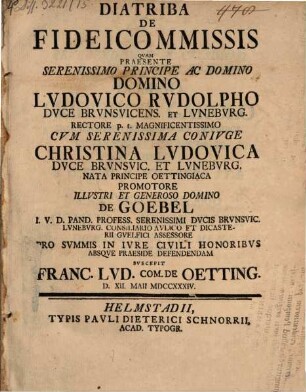 DIATRIBA
DE
FIDEICOMMISSIS
QVAM
PRAESENTE
SERENISSIMO PRINCIPE AC DOMINO
DOMINO
LVDOVICO RVDOLPHO
DVCE BRVNSVICENS. ET LVNEBVRG.
RECTORE p. t. MAGNIFICENTISSIMO
CVM SERENISSIMA CONIVGE
CHRISTINA LVDOVICA
DVCE BRVNSVIC. ET LVNEBVRG.
NATA PRINCIPE OETTINGIACA
PROMOTORE
ILLVSTRI ET GENEROSO DOMINO
DE GOEBEL
I. V. D. PAND. PROFESS. SERENISSIMI DVCIS BRVNSVIC.
LVNEBVRG. CONSILIARIO AVLICO ET DICASTE-
RII GVELFICI ASSESSORE
PRO SVMMIS IN IVRE CIVILI HONORIBVS
ABSQVE PRAESIDE DEFENDENDAM
SVSCEPIT
FRANC. LVD. COM. DE OETTING.
D. XII. MAII MDCCXXXIV.
HELMSTADII,
TYPIS PAVLI DIETERICI SCHNORRII,
ACAD. TYPOGR.